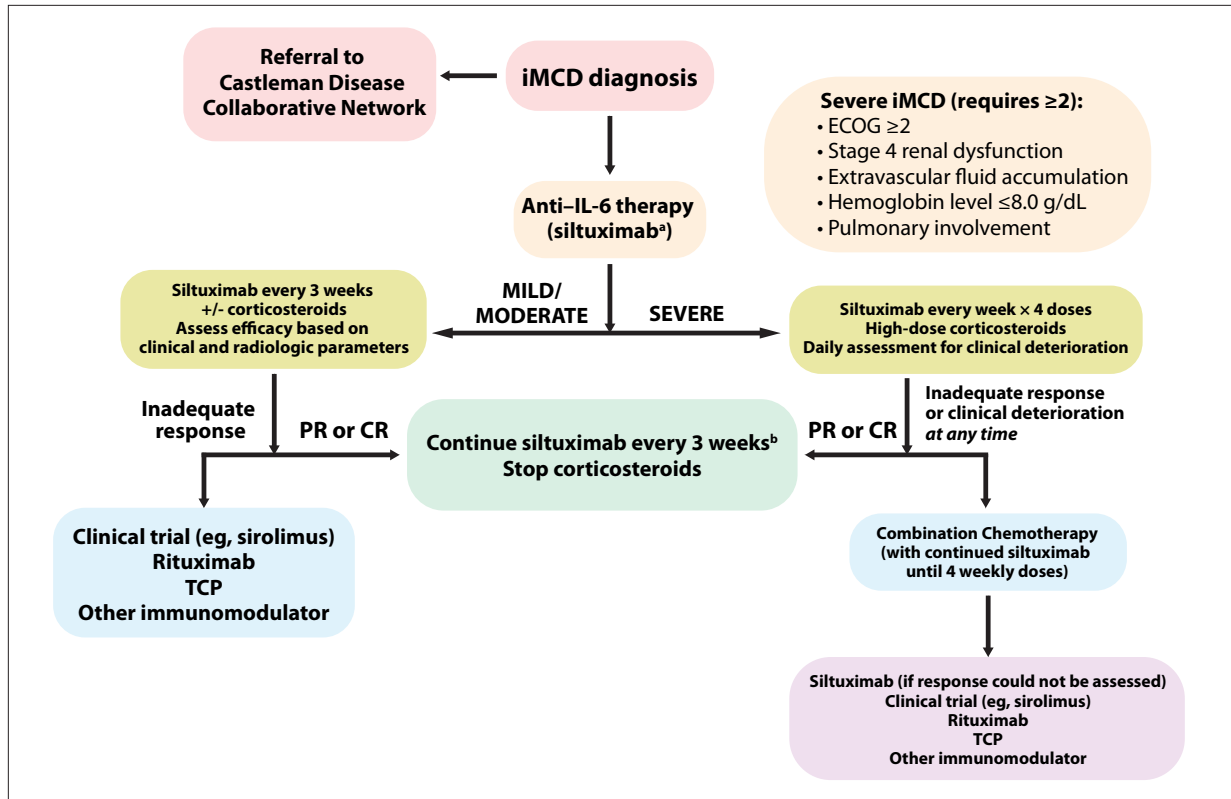 Referral to
Castleman Disease
Collaborative Network
iMCD diagnosis
Severe iMCD (requires ≥2):
• ECOG ≥2
• Stage 4 renal dysfunction
• Extravascular fluid accumulation
• Hemoglobin level ≤8.0 g/dL
• Pulmonary involvement
Anti–IL-6 therapy
(siltuximabᵃ)
MILD/
MODERATE
SEVERE
Siltuximab every 3 weeks
+/- corticosteroids
Assess efficacy based on
clinical and radiologic parameters
Siltuximab every week × 4 doses
High-dose corticosteroids
Daily assessment for clinical deterioration
Inadequate
response
PR or CR
Continue siltuximab every 3 weeksᵇ
Stop corticosteroids
PR or CR
Inadequate response
or clinical deterioration
at any time
Clinical trial (eg, sirolimus)
Rituximab
TCP
Other immunomodulator
Combination Chemotherapy
(with continued siltuximab
until 4 weekly doses)
Siltuximab (if response could not be assessed)
Clinical trial (eg, sirolimus)
Rituximab
TCP
Other immunomodulator